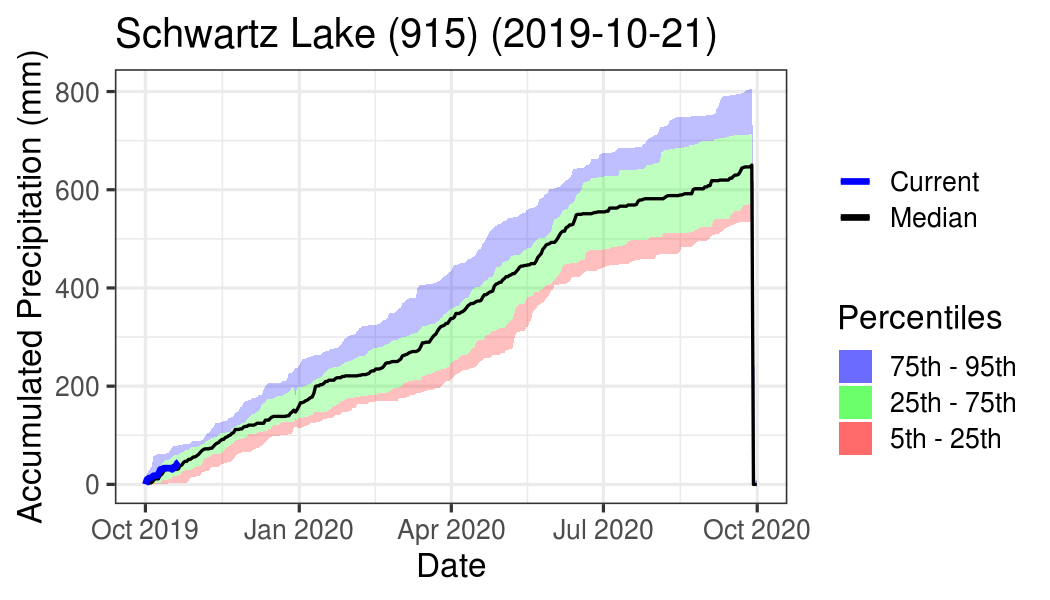 Schwartz Lake (915) (2019-10-21)
Accumulated Precipitation (mm)
800
600
400
200
0
Oct 2019
Jan 2020
Apr 2020
Jul 2020
Oct 2020
Date
Current
Median
Percentiles
75th - 95th
25th - 75th
5th - 25th